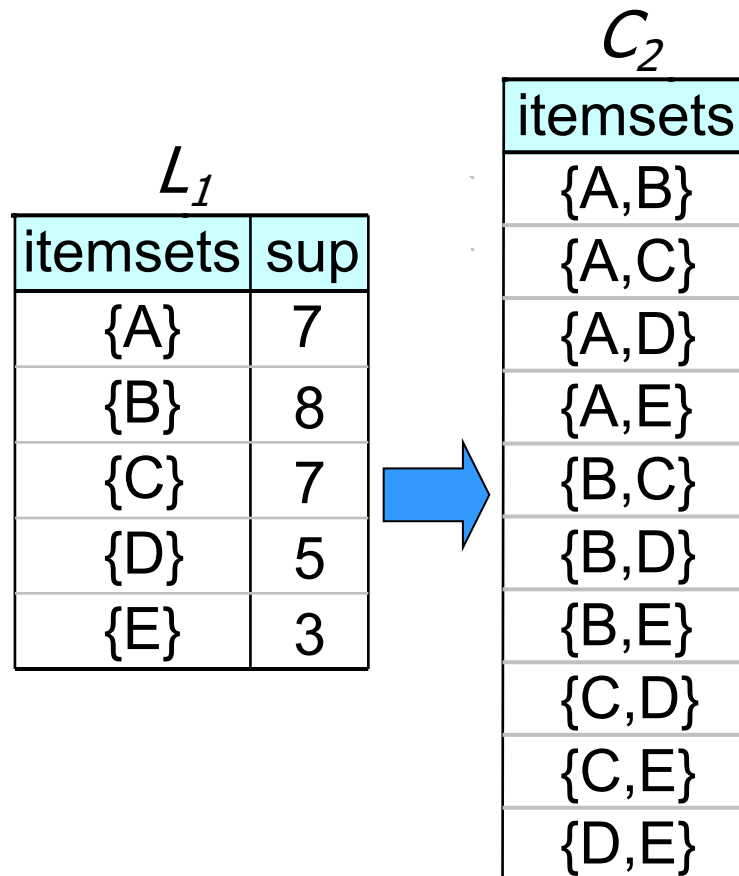 L1
itemsets sup
{A} 7
{B} 8
{C} 7
{D} 5
{E} 3
C2
itemsets
{A,B}
{A,C}
{A,D}
{A,E}
{B,C}
{B,D}
{B,E}
{C,D}
{C,E}
{D,E}